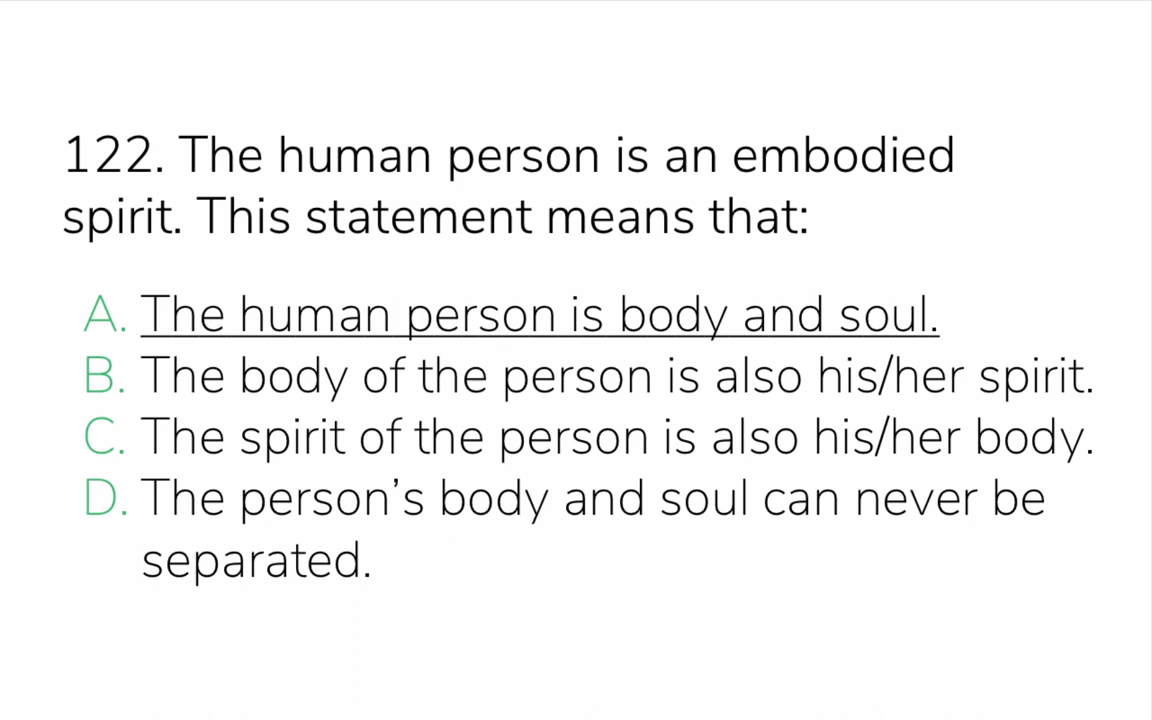 122. The human person is an embodied
spirit. This statement means that:
A. The human person is body and soul.
B. The body of the person is also his/her spirit.
C. The spirit of the person is also his/her body.
D. The person’s body and soul can never be
separated.